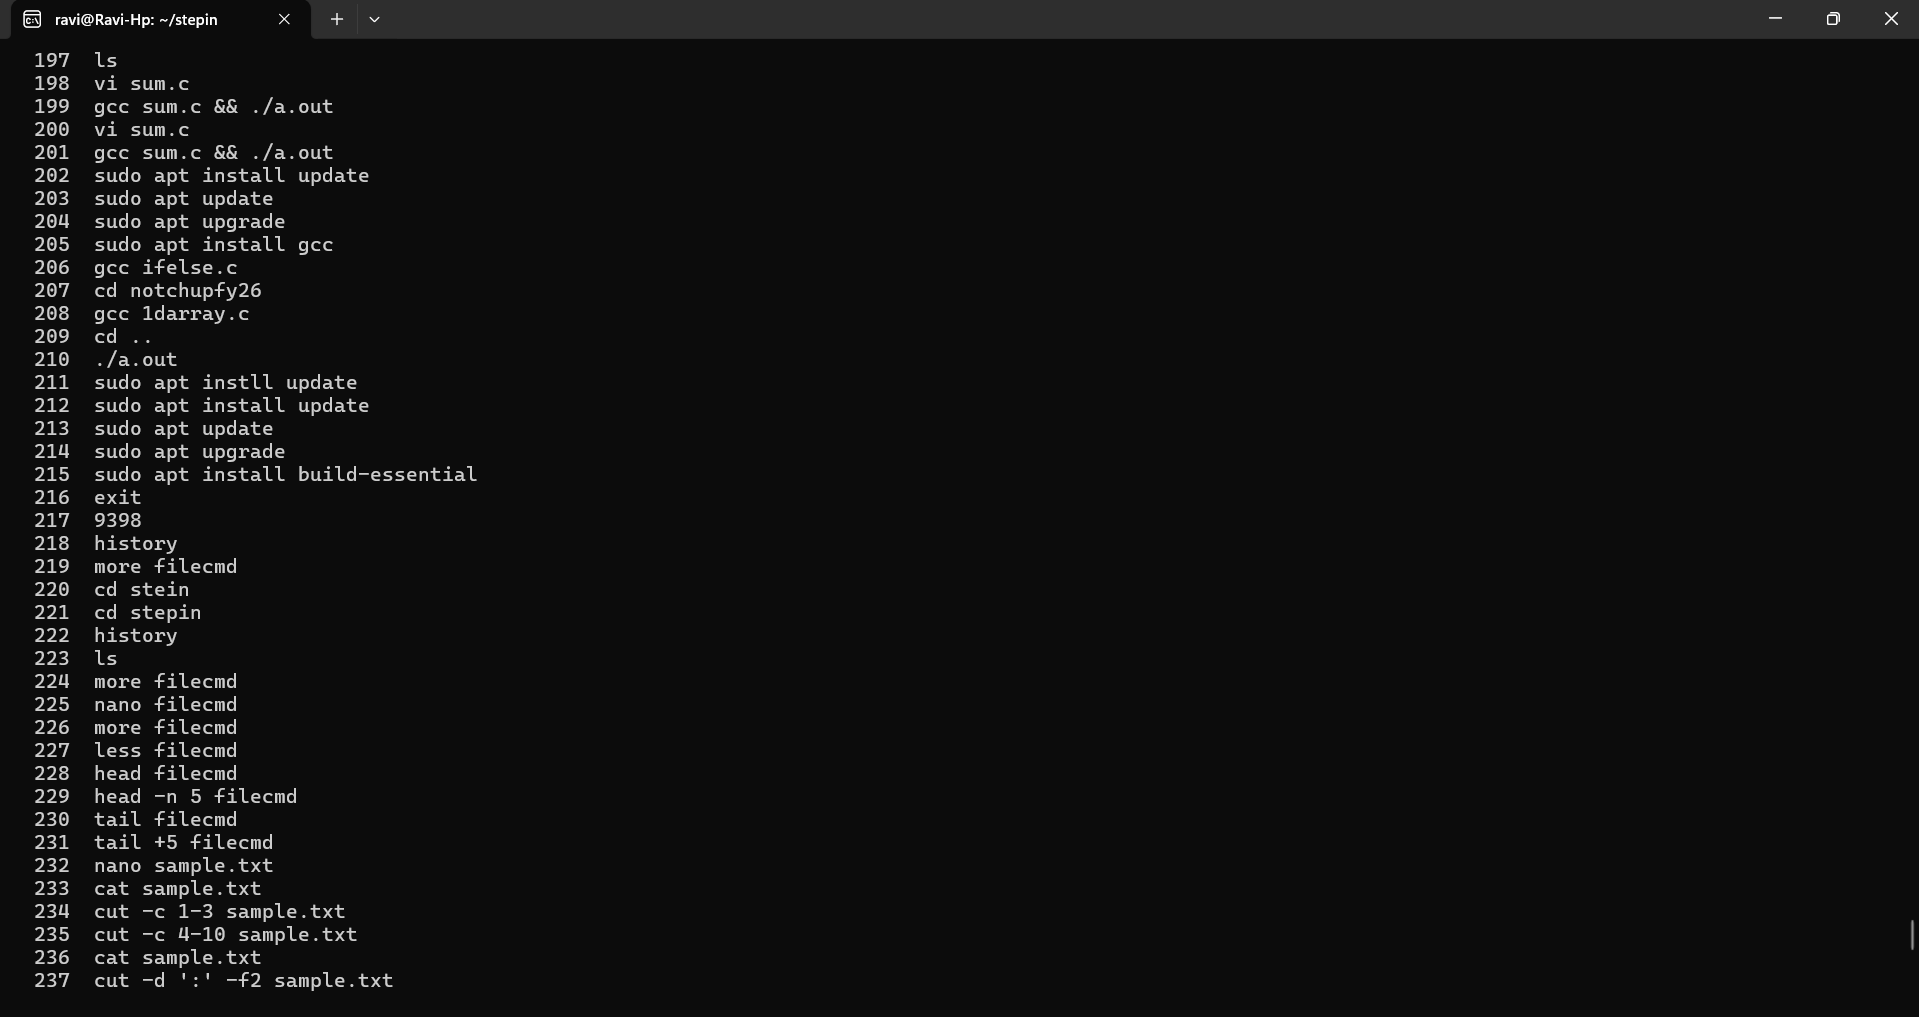 ravi@Ravi-Hp: ~/stepin
197 ls
198 vi sum.c
199 gcc sum.c && ./a.out
200 vi sum.c
201 gcc sum.c && ./a.out
202 sudo apt install update
203 sudo apt update
204 sudo apt upgrade
205 sudo apt install gcc
206 gcc ifelse.c
207 cd notchupfy26
208 gcc 1darray.c
209 cd ..
210 ./a.out
211 sudo apt instll update
212 sudo apt install update
213 sudo apt update
214 sudo apt upgrade
215 sudo apt install build-essential
216 exit
217 9398
218 history
219 more filecmd
220 cd stein
221 cd stepin
222 history
223 ls
224 more filecmd
225 nano filecmd
226 more filecmd
227 less filecmd
228 head filecmd
229 head -n 5 filecmd
230 tail filecmd
231 tail +5 filecmd
232 nano sample.txt
233 cat sample.txt
234 cut -c 1-3 sample.txt
235 cut -c 4-10 sample.txt
236 cat sample.txt
237 cut -d ':' -f2 sample.txt